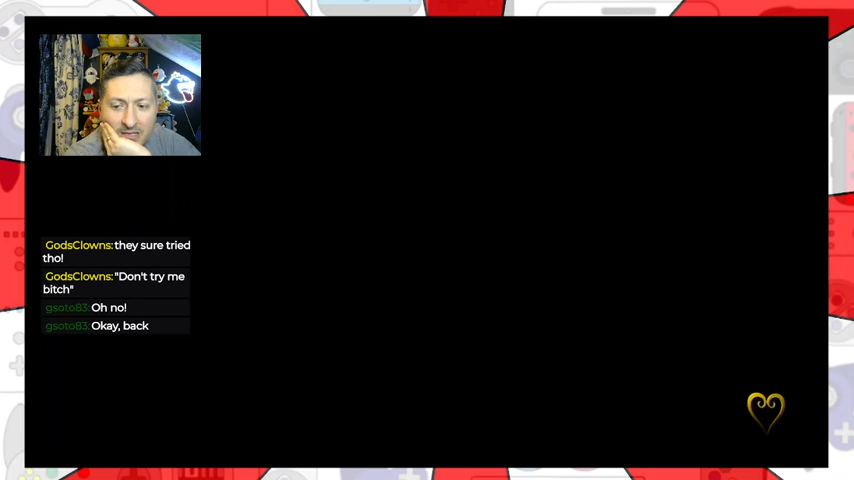 GodsClowns: they sure tried
tho!
GodsClowns: "Don't try me
bitch"
gsoto83: Oh no!
gsoto83: Okay, back